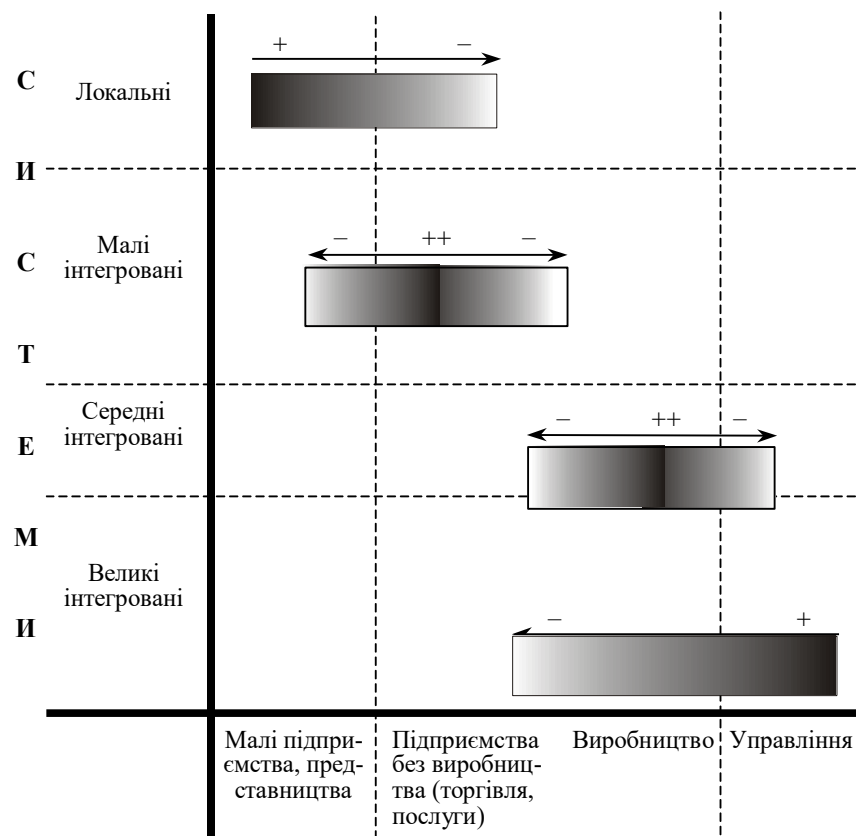 + –
С
Локальні
И
– ++ –
Малі
інтегровані
С
Т
Середні
інтегровані
– ++ –
Е
М
Великі
інтегровані
– +
И
Малі підпри-
ємства, пред-
ставництва
Підприємства
без виробниц-
тва (торгівля,
послуги)
Виробництво
Управління